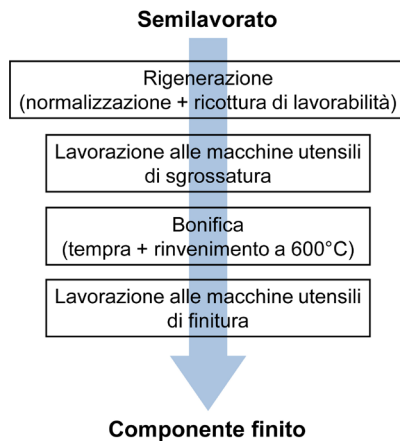 Semilavorato
Rigenerazione
(normalizzazione + ricottura di lavorabilità)
Lavorazione alle macchine utensili
di sgrossatura
Bonifica
(tempra + rinvenimento a 600°C)
Lavorazione alle macchine utensili
di finitura
Componente finito